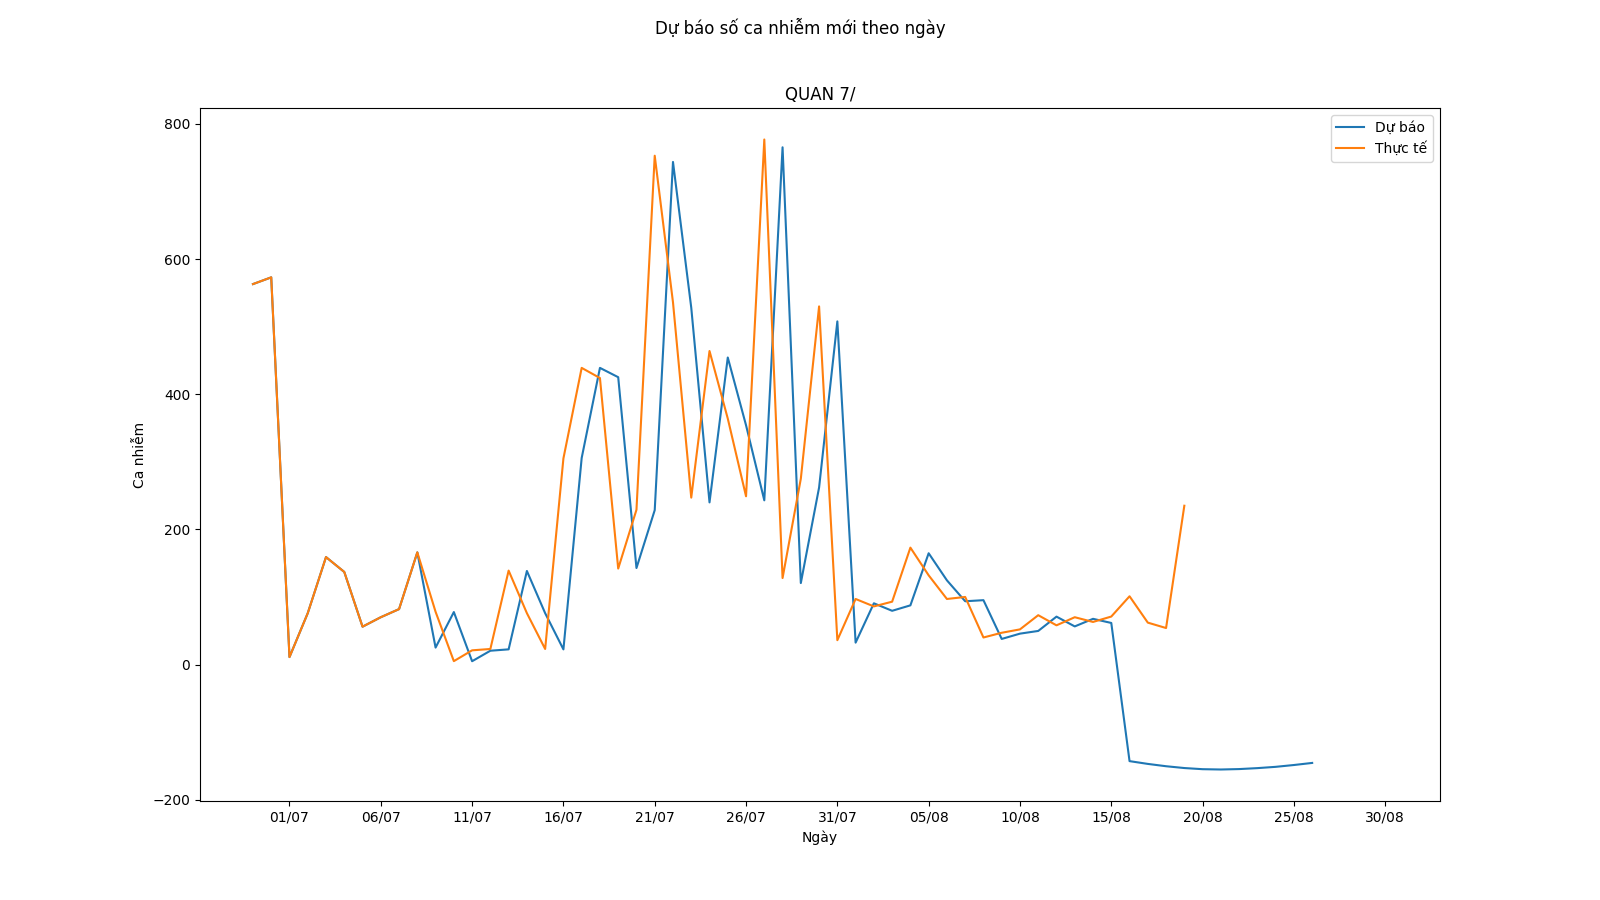 Dự báo số ca nhiễm mới theo ngày
QUAN 7/
Dự báo
Thực tế
800
600
400
200
0
−200
Ca nhiễm
01/07 06/07 11/07 16/07 21/07 26/07 31/07 05/08 10/08 15/08 20/08 25/08 30/08
Ngày